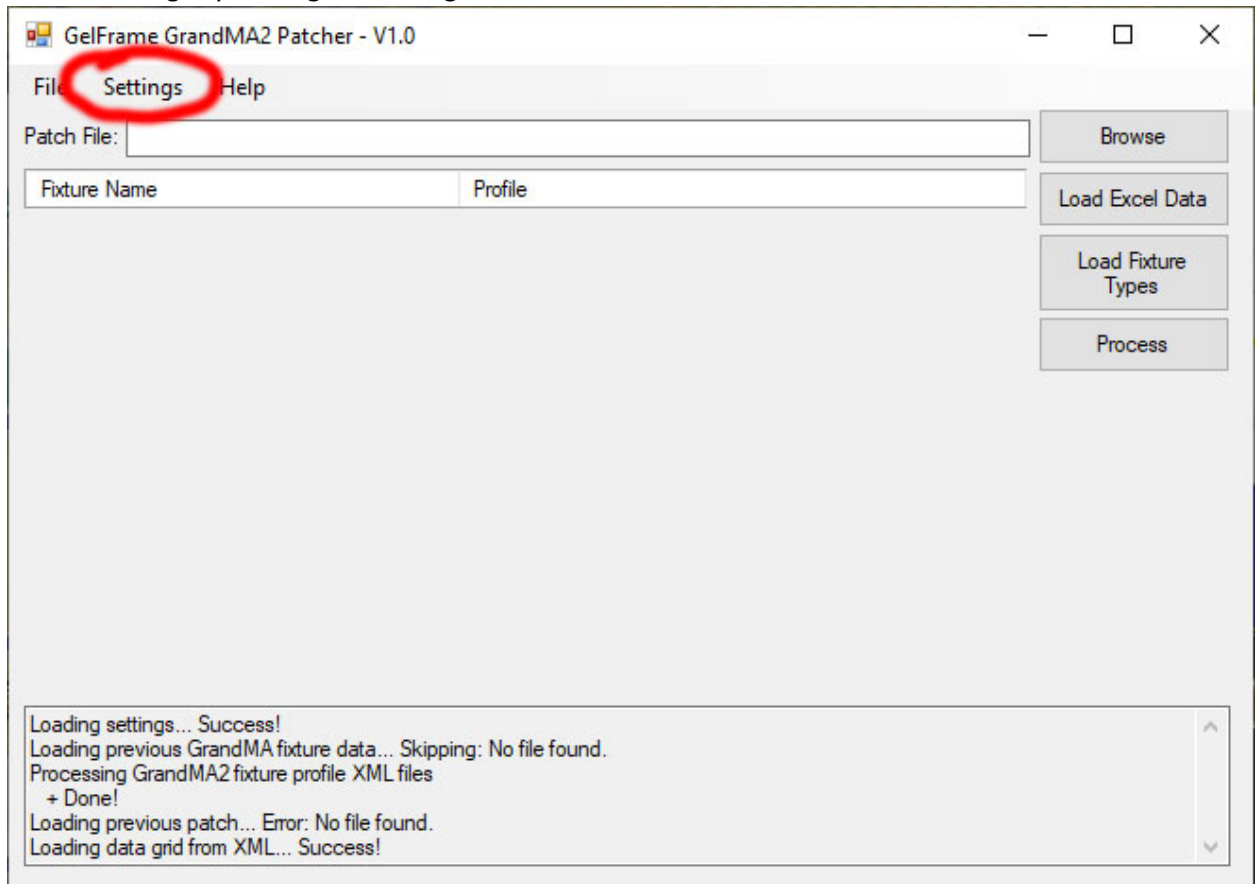 GelFrame GrandMA2 Patcher - V1.0
File Settings Help
Patch File:
Browse
Fixture Name Profile
Load Excel Data
Load Fixture
Types
Process
Loading settings... Success!
Loading previous GrandMA fixture data... Skipping: No file found.
Processing GrandMA2 fixture profile XML files
+ Done!
Loading previous patch... Error: No file found.
Loading data grid from XML... Success!